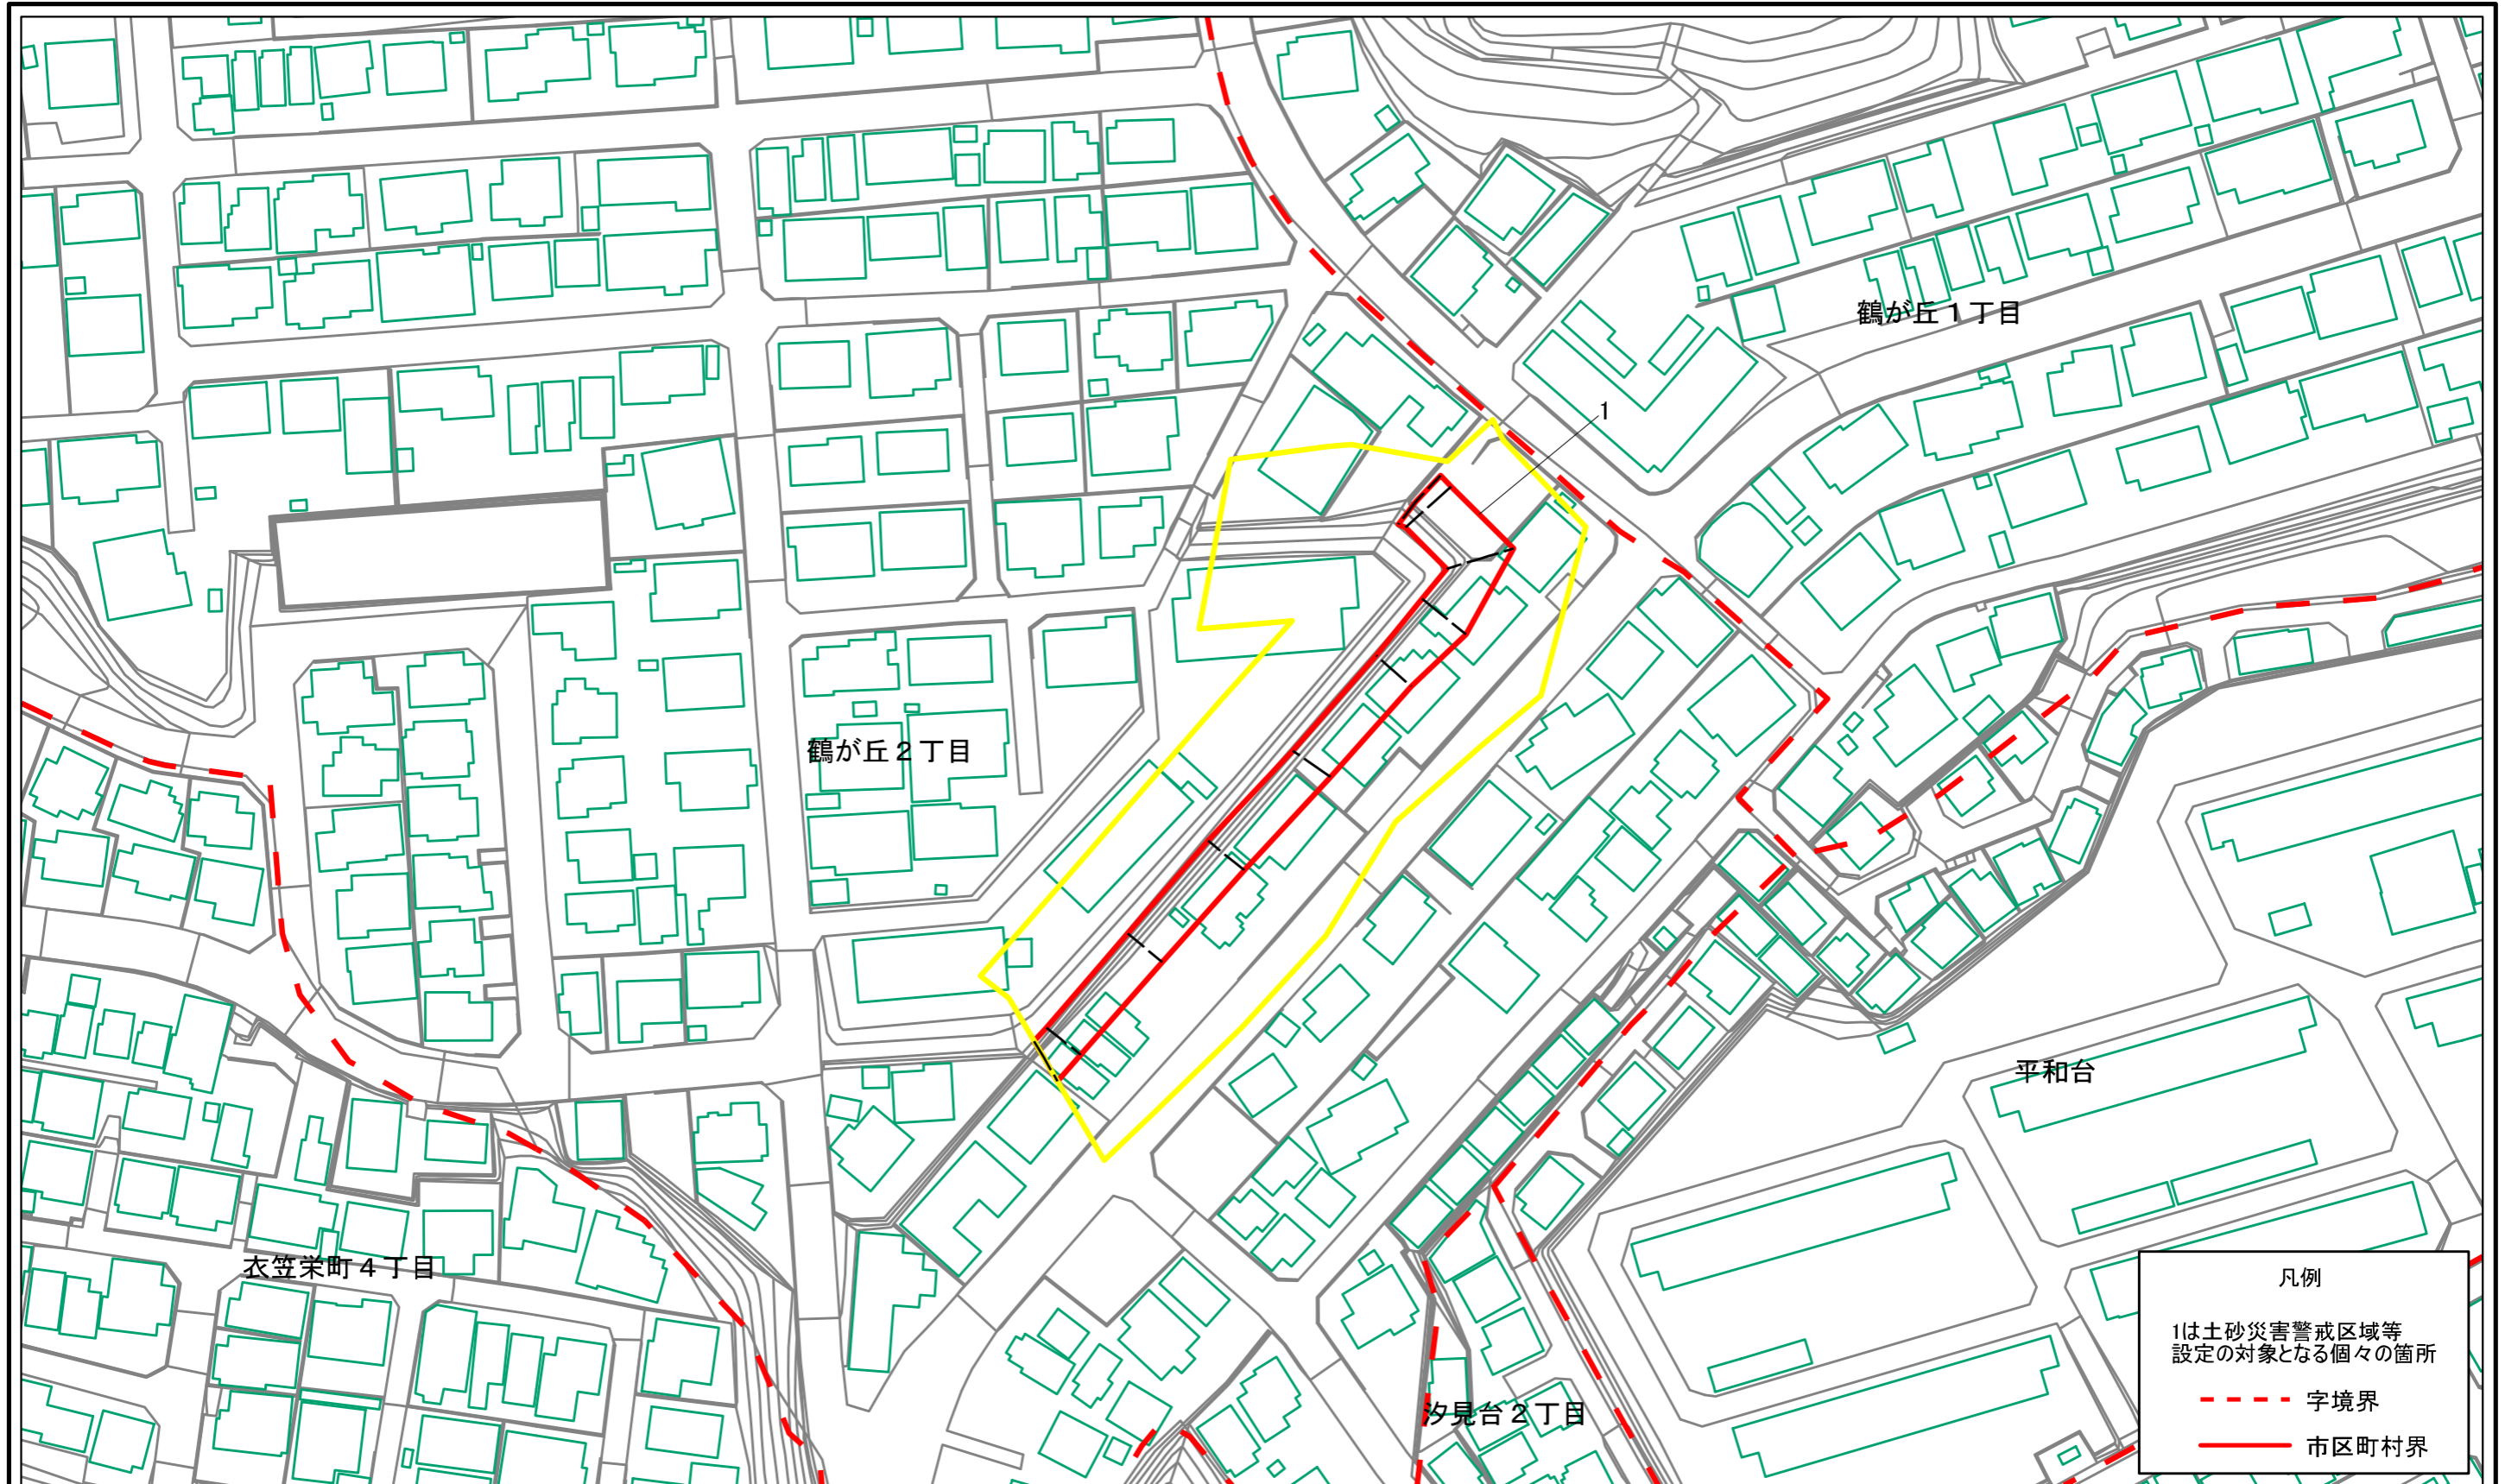 鶴が丘１丁目
1
鶴が丘２丁目
平和台
衣笠栄町４丁目
汐見台２丁目
凡例
1は土砂災害警戒区域等
設定の対象となる個々の箇所
字境界
市区町村界